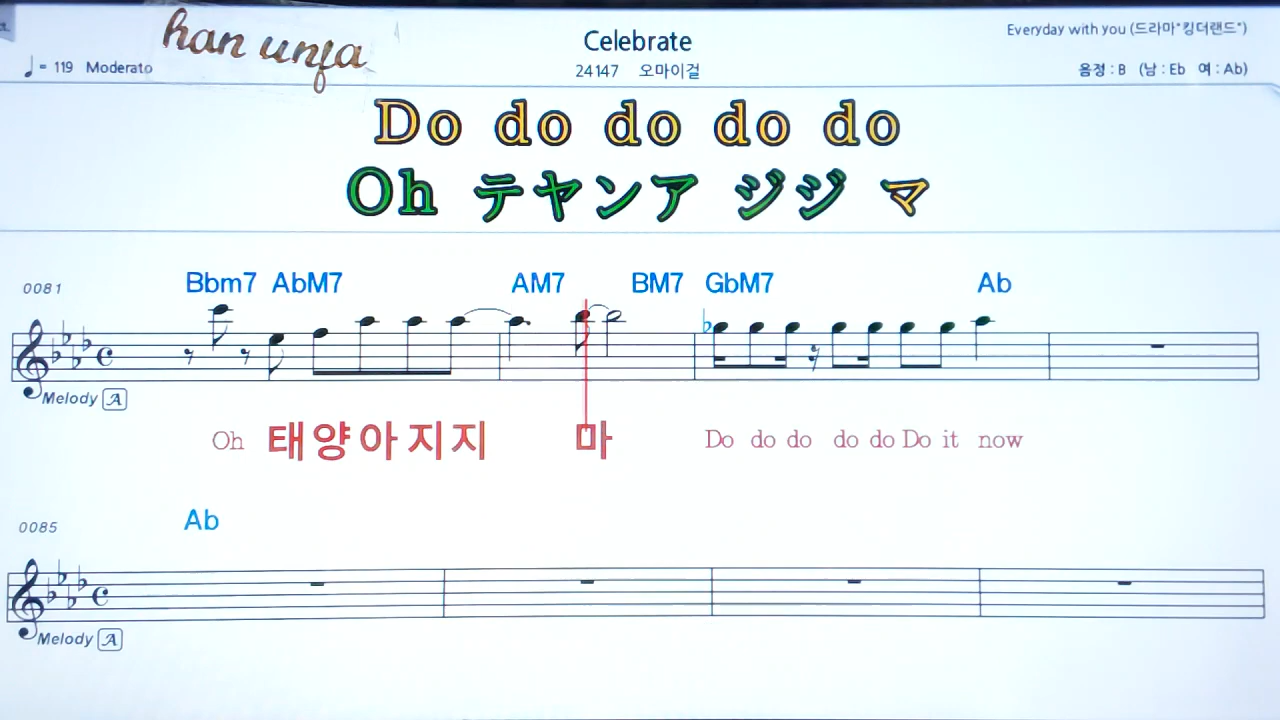 han unfa
Celebrate
Everyday with you (드라마"킹더랜드")
= 119 Moderato
24147 오마이걸
음정 : B (남 : Eb 여 : Ab)
Do do do do do
Oh テヤンア ジジ マ
0081
Bbm7 AbM7 AM7 BM7 GbM7 Ab
Melody A
Oh 태양아지지 마 Do do do do do Do it now
0085
Ab
Melody A